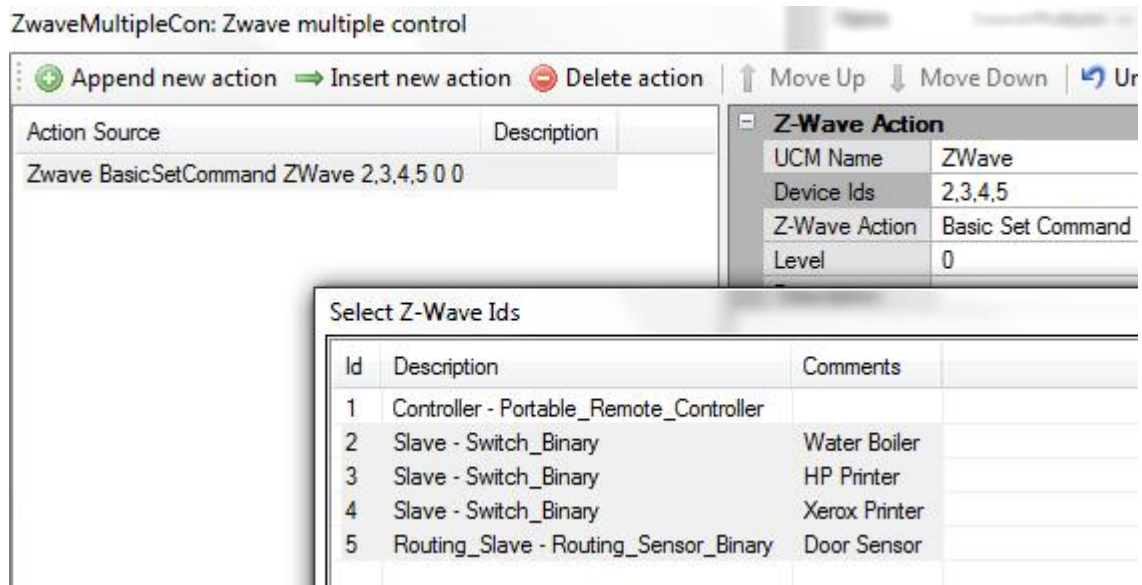 ZwaveMultipleCon: Zwave multiple control
Append new action Insert new action Delete action Move Up Move Down
Action Source Description
Zwave BasicSetCommand ZWave 2,3,4,5 0 0
Z-Wave Action
UCM Name ZWave
Device Ids 2,3,4,5
Z-Wave Action Basic Set Command
Level 0
Select Z-Wave Ids
Id Description Comments
1 Controller - Portable_Remote_Controller
2 Slave - Switch_Binary Water Boiler
3 Slave - Switch_Binary HP Printer
4 Slave - Switch_Binary Xerox Printer
5 Routing_Slave - Routing_Sensor_Binary Door Sensor